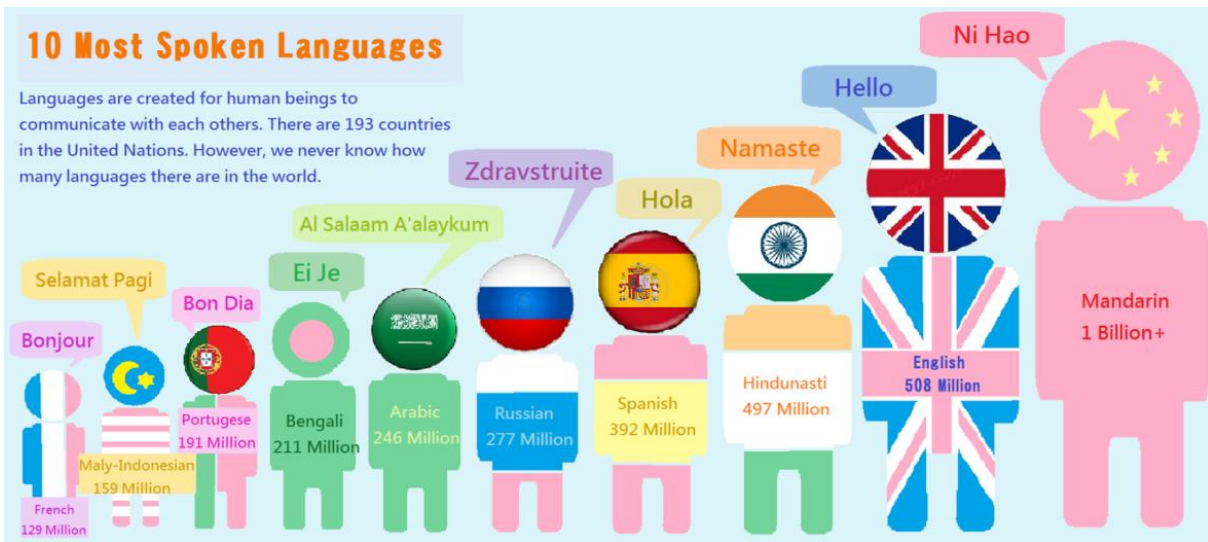 10 Most Spoken Languages
Languages are created for human beings to
communicate with each others. There are 193 countries
in the United Nations. However, we never know how
many languages there are in the world.
Bonjour
French
129 Million
Selamat Pagi
Maly-Indonesian
159 Million
Bon Dia
Portugese
191 Million
Ei Je
Bengali
211 Million
Al Salaam A'alaykum
Arabic
246 Million
Zdravstruite
Russian
277 Million
Hola
Spanish
392 Million
Namaste
Hindunasti
497 Million
Hello
English
508 Million
Ni Hao
Mandarin
1 Billion+